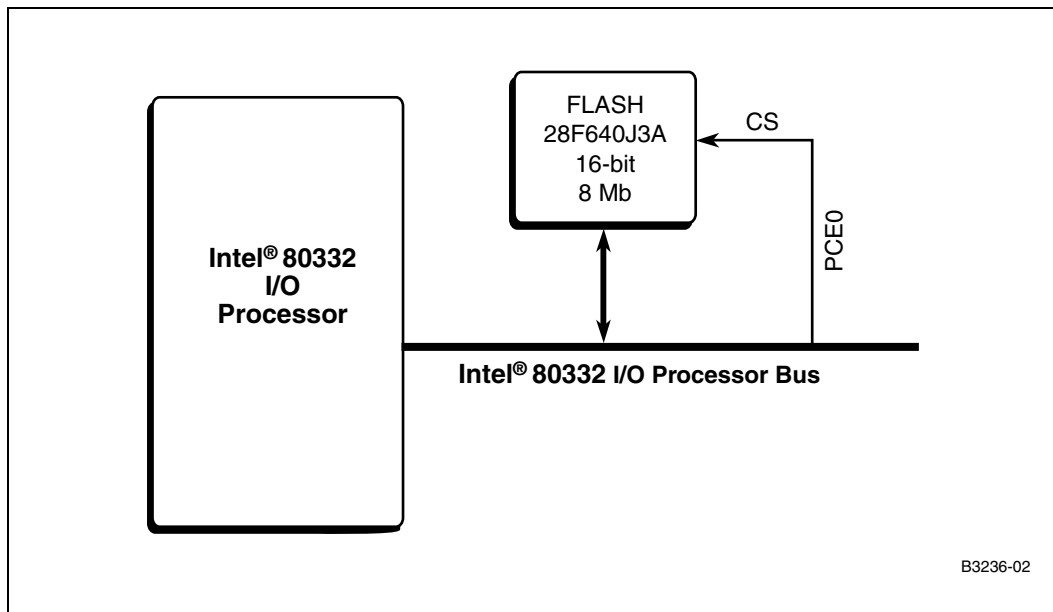 FLASH
28F640J3A
16-bit
8 Mb
CS
PCE0
Intel® 80332
I/O
Processor
Intel® 80332 I/O Processor Bus
B3236-02